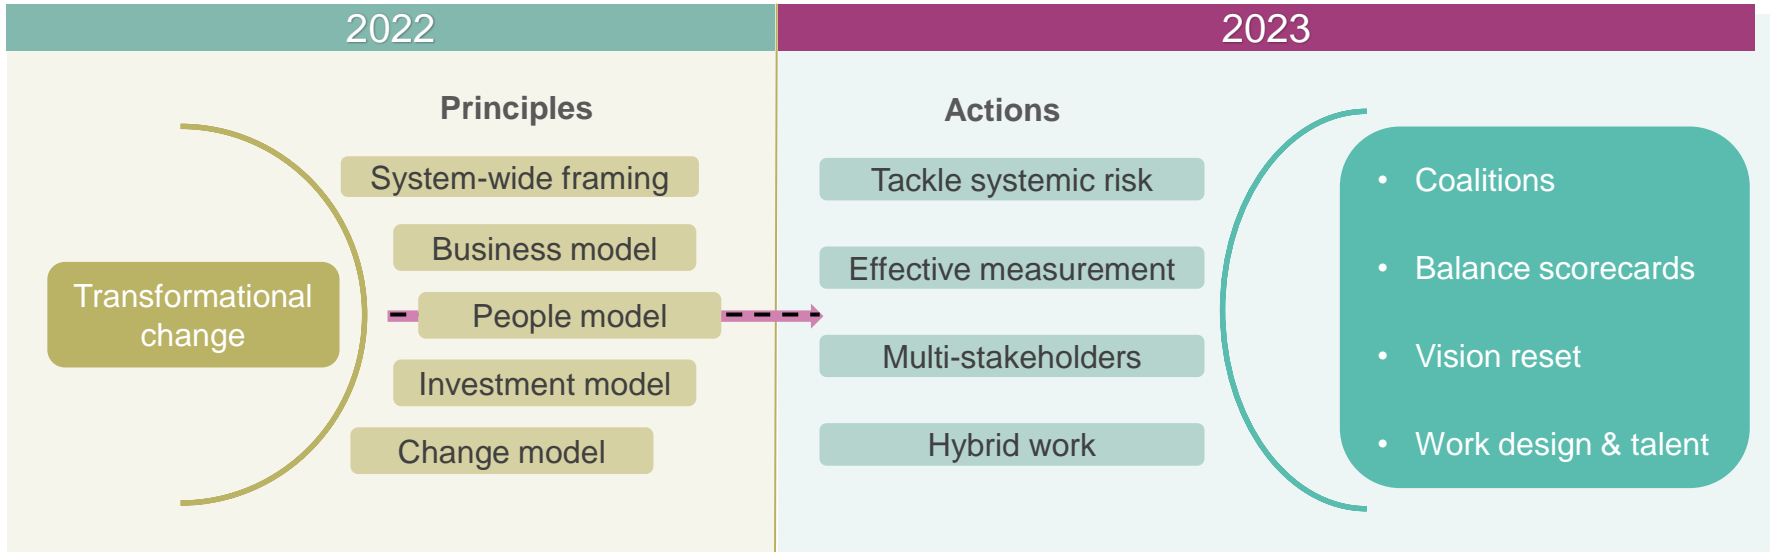 2022
2023
Principles
System-wide framing
Business model
Transformational
change
People model
Investment model
Change model
Actions
Tackle systemic risk
Effective measurement
Multi-stakeholders
Hybrid work
• Coalitions
• Balance scorecards
• Vision reset
• Work design & talent